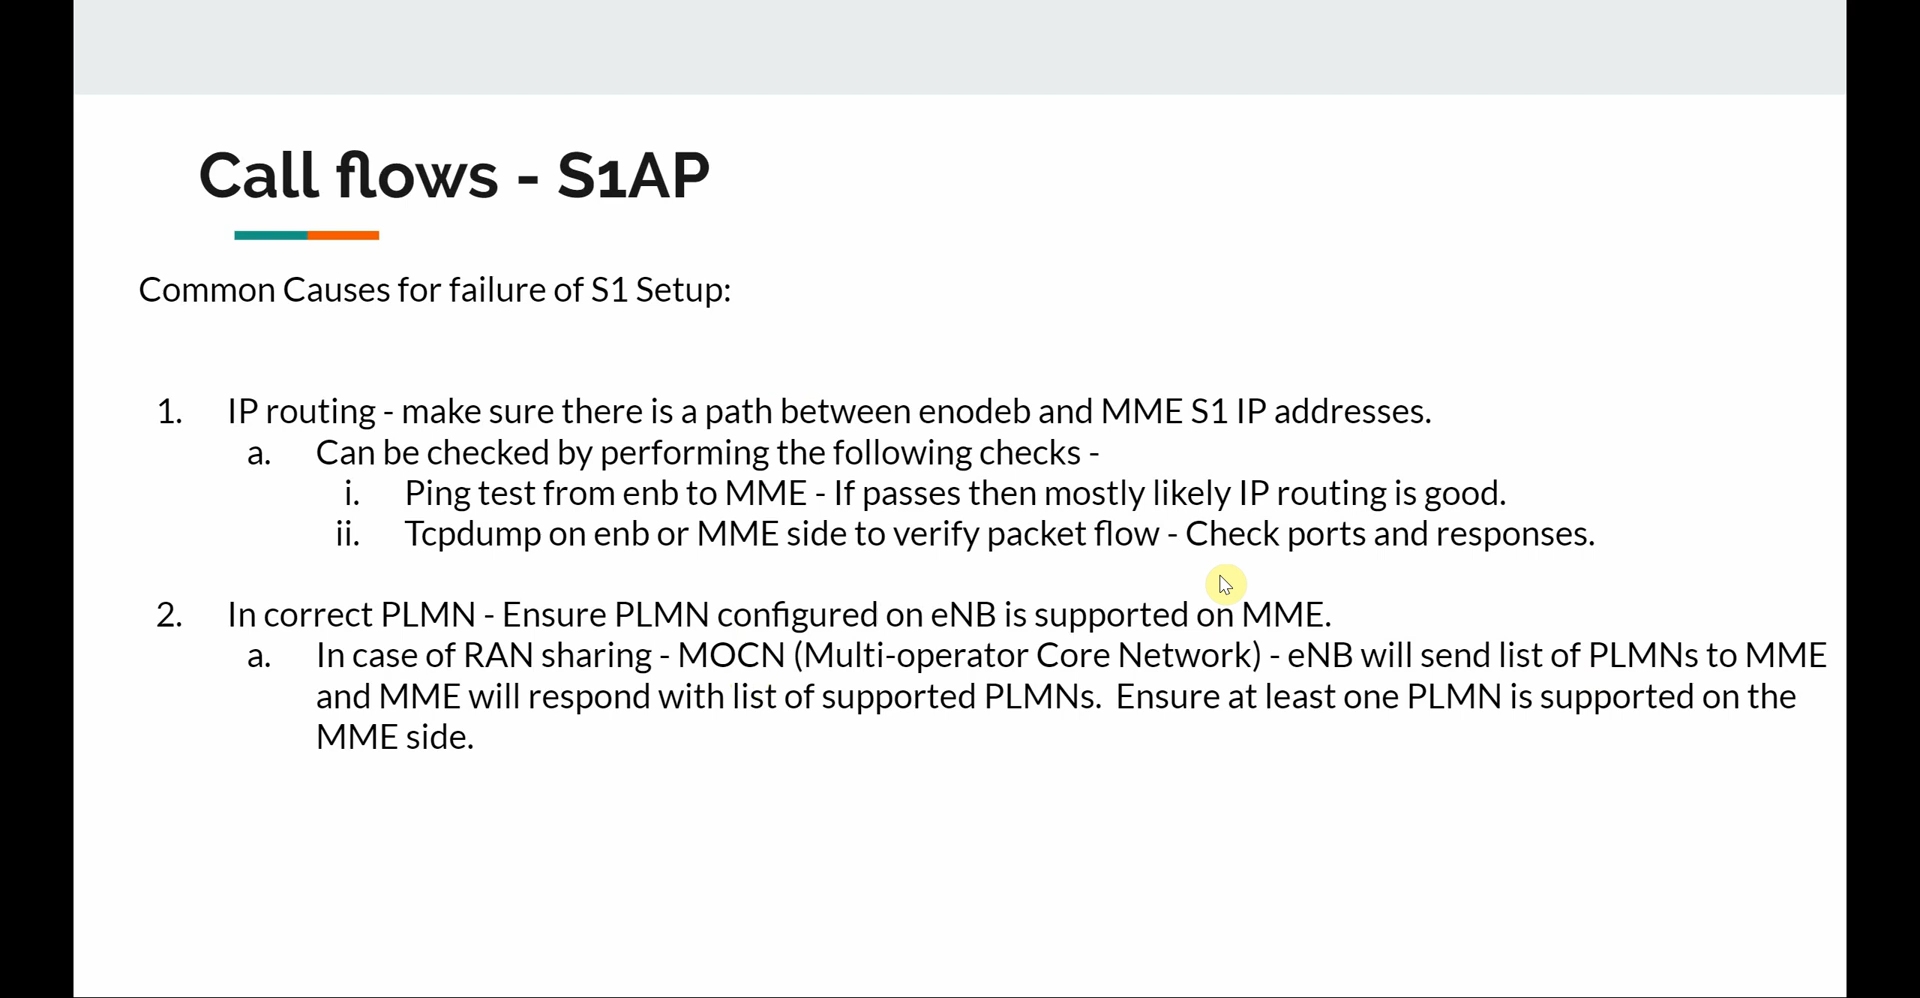 Call flows - S1AP
Common Causes for failure of S1 Setup:
1. IP routing - make sure there is a path between enodeb and MME S1 IP addresses.
a. Can be checked by performing the following checks -
i. Ping test from enb to MME - If passes then mostly likely IP routing is good.
ii. Tcpdump on enb or MME side to verify packet flow - Check ports and responses.
2. In correct PLMN - Ensure PLMN configured on eNB is supported on MME.
a. In case of RAN sharing - MOCN (Multi-operator Core Network) - eNB will send list of PLMNs to MME
and MME will respond with list of supported PLMNs.  Ensure at least one PLMN is supported on the
MME side.